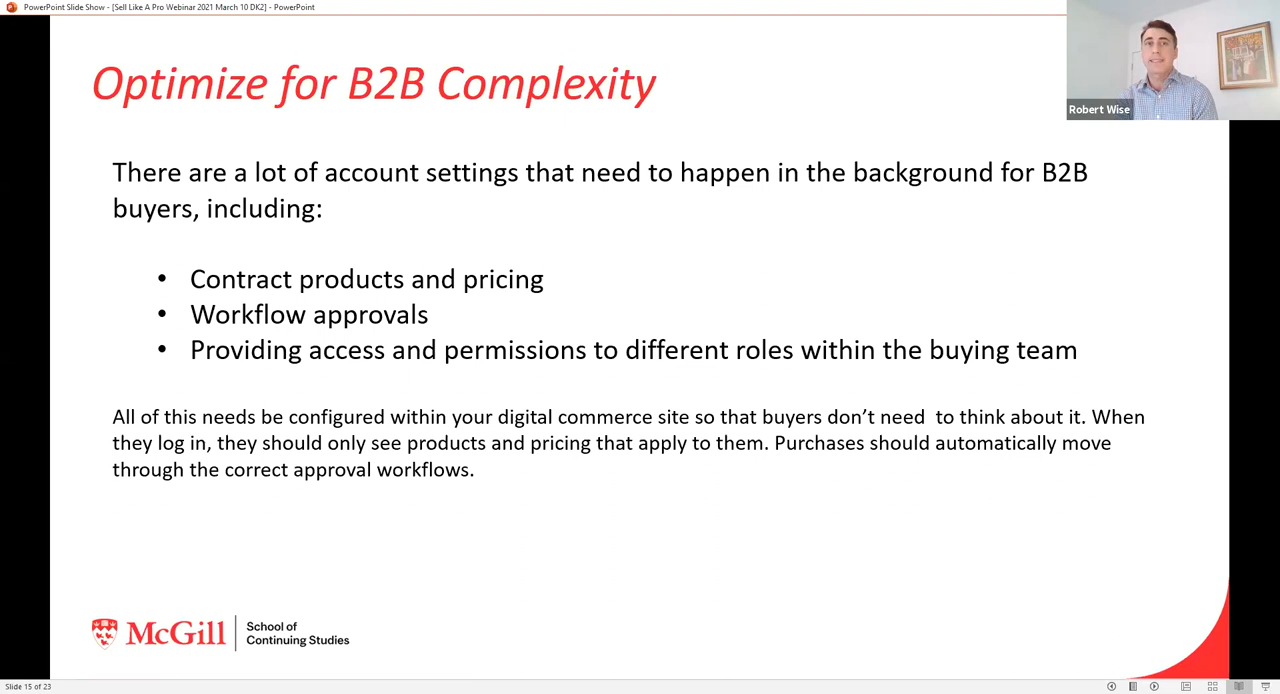 PowerPoint Slide Show - [Sell Like A Pro Webinar 2021 March 10 DK2] - PowerPoint
Robert Wise
Optimize for B2B Complexity
There are a lot of account settings that need to happen in the background for B2B
buyers, including:
• Contract products and pricing
• Workflow approvals
• Providing access and permissions to different roles within the buying team
All of this needs be configured within your digital commerce site so that buyers don’t need  to think about it. When
they log in, they should only see products and pricing that apply to them. Purchases should automatically move
through the correct approval workflows.
McGill
School of
Continuing Studies
Slide 15 of 23